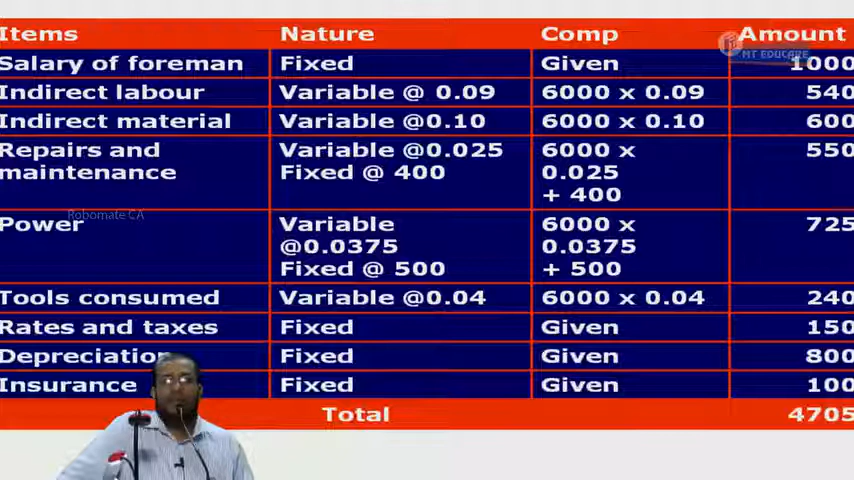 Items Nature Comp Amount
MT EDUCARE
Salary of foreman Fixed Given 1000
Indirect labour Variable @ 0.09 6000 x 0.09 540
Indirect material Variable @0.10 6000 x 0.10 600
Repairs and Variable @0.025 6000 x 550
maintenance Fixed @ 400 0.025
+ 400
Robomate CA
Power Variable 6000 x 725
@0.0375 0.0375
Fixed @ 500 + 500
Tools consumed Variable @0.04 6000 x 0.04 240
Rates and taxes Fixed Given 150
Depreciation Fixed Given 800
Insurance Fixed Given 100
Total 4705